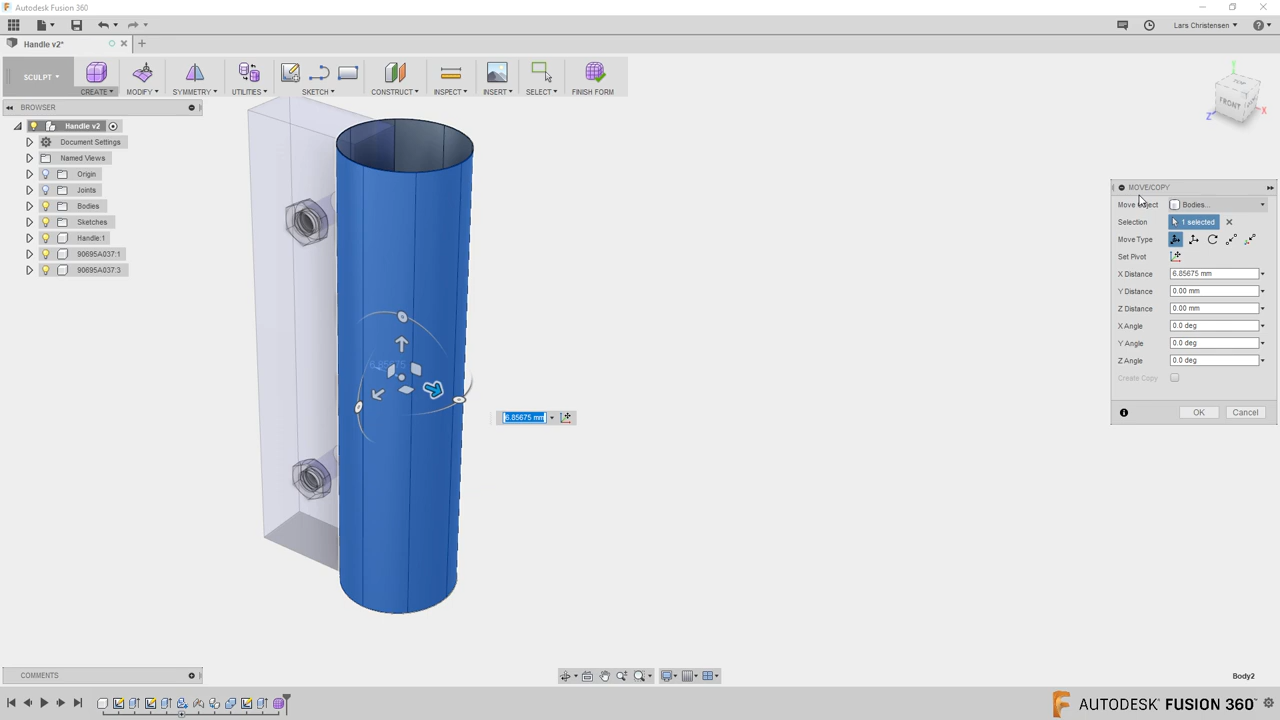 Autodesk Fusion 360
Lars Christensen
Handle v2*
SCULPT
CREATE
MODIFY
SYMMETRY
UTILITIES
SKETCH
CONSTRUCT
INSPECT
INSERT
SELECT
FINISH FORM
BROWSER
Handle v2
Document Settings
Named Views
Origin
Joints
Bodies
Sketches
Handle:1
90695A037:1
90695A037:3
FRONT
Z
X
MOVE/COPY
Move Object
Bodies...
Selection
1 selected
Move Type
Set Pivot
X Distance
6.85675 mm
Y Distance
0.00 mm
Z Distance
0.00 mm
X Angle
0.0 deg
Y Angle
0.0 deg
Z Angle
0.0 deg
Create Copy
OK
Cancel
6.85675
6.85675 mm
COMMENTS
Body2
AUTODESK® FUSION 360™